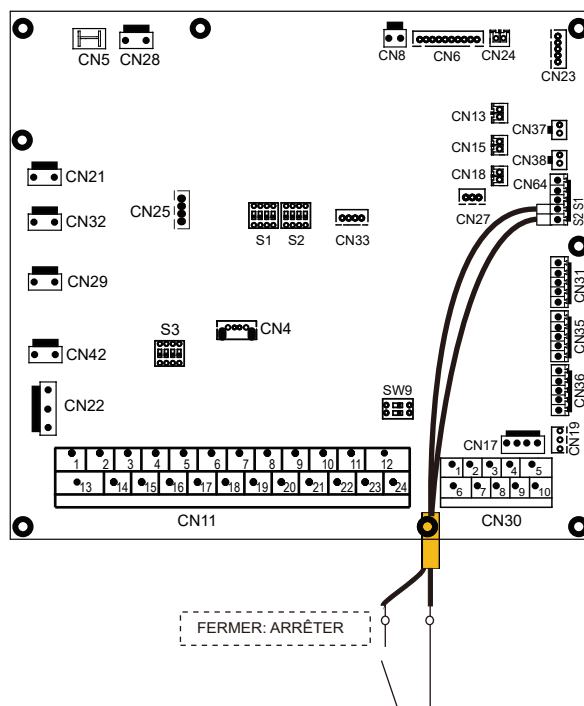 CN5
CN28
CN8
CN6
CN24
CN23
CN13
CN37
CN15
CN38
CN18
CN64
CN21
CN25
CN32
S1
S2
CN33
CN27
S1
S2
CN29
CN31
CN4
S3
CN35
CN42
CN36
SW9
CN22
CN17
CN19
1 2 3 4 5 6 7 8 9 10 11 12
13 14 15 16 17 18 19 20 21 22 23 24
1 2 3 4 5
6 7 8 9 10
CN11
CN30
FERMER: ARRÊTER